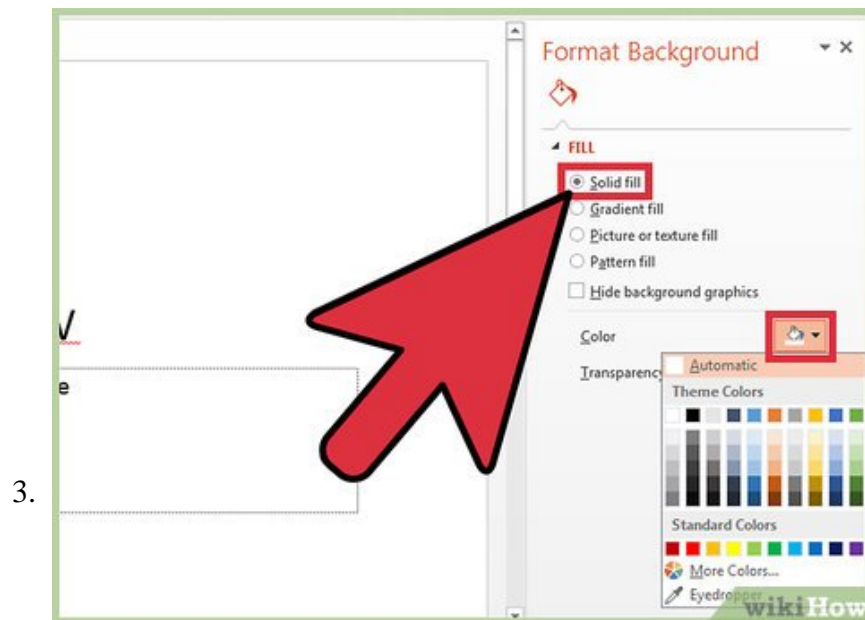 Format Background
FILL
Solid fill
Gradient fill
Picture or texture fill
Pattern fill
Hide background graphics
Color
Automatic
Transparency
Theme Colors
e
3.
Standard Colors
More Colors...
Eyedropper
wikiHow